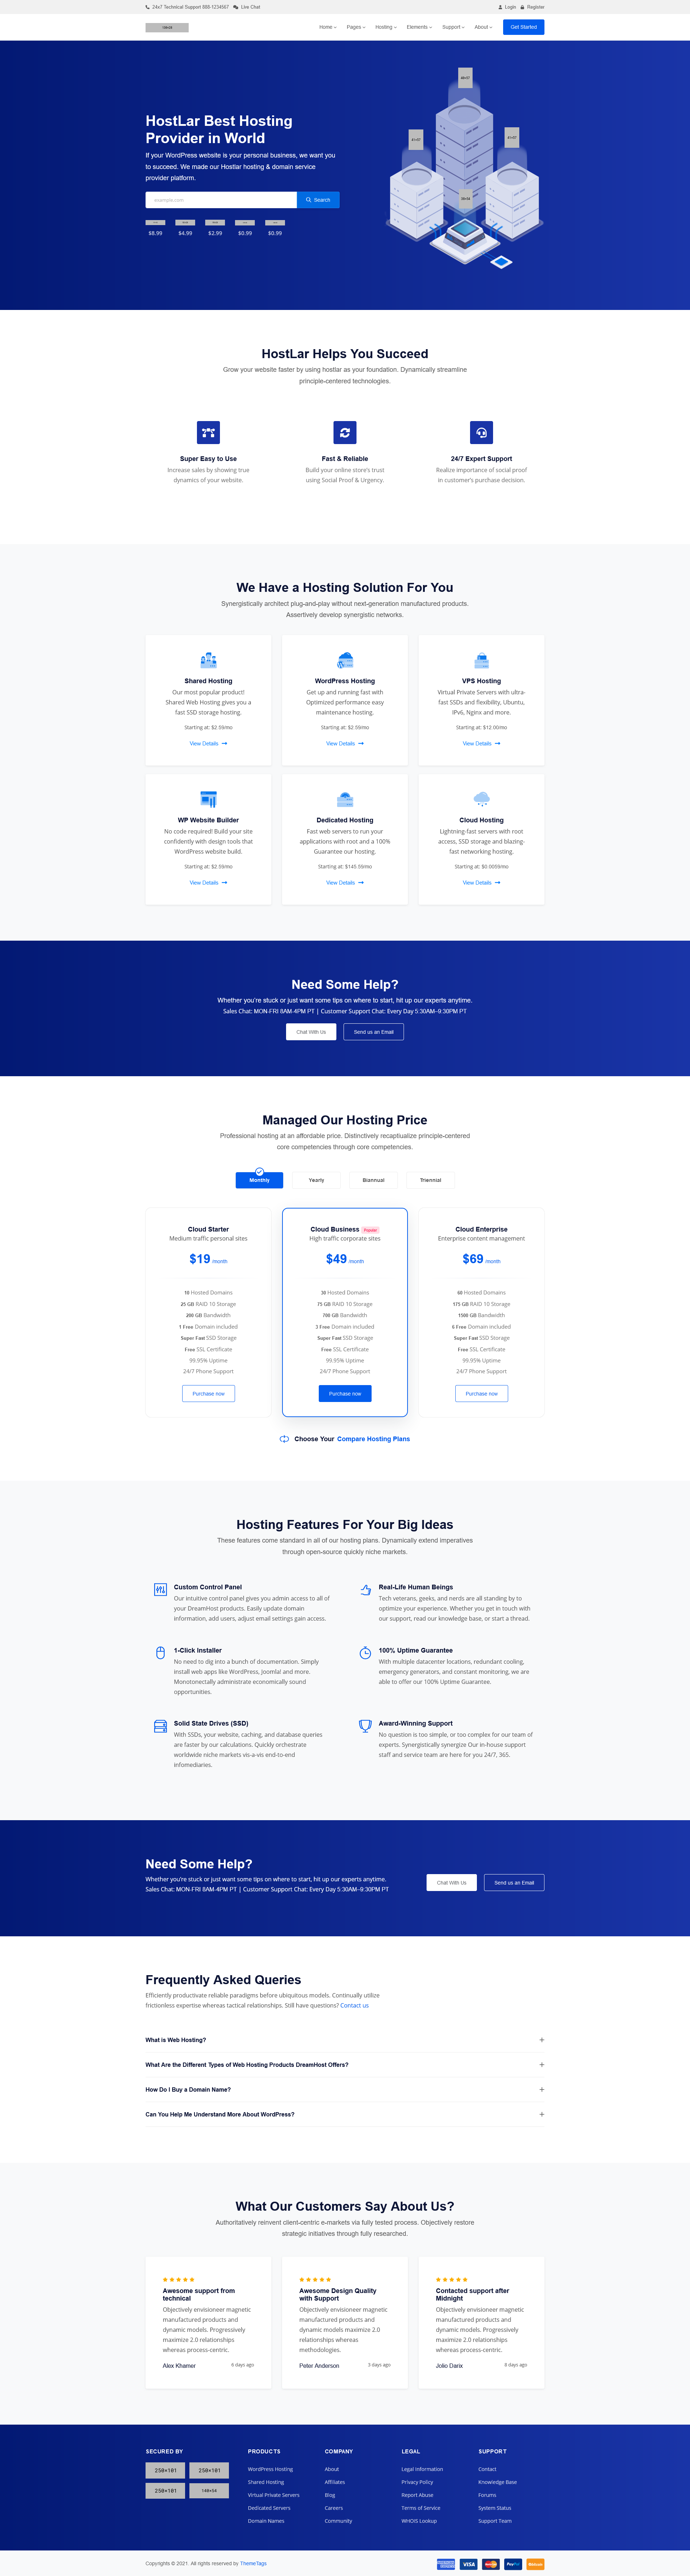 24x7 Technical Support 888-1234567 Live Chat
Login Register
Home Pages Hosting Elements Support About Get Started
HostLar Best Hosting
Provider in World
If your WordPress website is your personal business, we want you
to succeed. We made our Hostlar hosting & domain service
provider platform.
example.com
Search
$8.99 $4.99 $2.99 $0.99 $0.99
HostLar Helps You Succeed
Grow your website faster by using hostlar as your foundation. Dynamically streamline
principle-centered technologies.
Super Easy to Use
Increase sales by showing true
dynamics of your website.
Fast & Reliable
Build your online store's trust
using Social Proof & Urgency.
24/7 Expert Support
Realize importance of social proof
in customer's purchase decision.
We Have a Hosting Solution For You
Synergistically architect plug-and-play without next-generation manufactured products.
Assertively develop synergistic networks.
Shared Hosting
Our most popular product!
Shared Web Hosting gives you a
fast SSD storage hosting.
Starting at: $2.59/mo
View Details
WordPress Hosting
Get up and running fast with
Optimized performance easy
maintenance hosting.
Starting at: $2.59/mo
View Details
VPS Hosting
Virtual Private Servers with ultra-
fast SSDs and flexibility, Ubuntu,
IPv6, Nginx and more.
Starting at: $12.00/mo
View Details
WP Website Builder
No code required! Build your site
confidently with design tools that
WordPress website build.
Starting at: $2.59/mo
View Details
Dedicated Hosting
Fast web servers to run your
applications with root and a 100%
Guarantee our hosting.
Starting at: $145.59/mo
View Details
Cloud Hosting
Lightning-fast servers with root
access, SSD storage and blazing-
fast networking hosting.
Starting at: $0.0059/mo
View Details
Need Some Help?
Whether you're stuck or just want some tips on where to start, hit up our experts anytime.
Sales Chat: MON-FRI 8AM-4PM PT | Customer Support Chat: Every Day 5:30AM–9:30PM PT
Chat With Us
Send us an Email
Managed Our Hosting Price
Professional hosting at an affordable price. Distinctively recaptiualize principle-centered
core competencies through core competencies.
Monthly Yearly Biannual Triennial
Cloud Starter
Medium traffic personal sites
$19 /month
10 Hosted Domains
25 GB RAID 10 Storage
200 GB Bandwidth
1 Free Domain included
Super Fast SSD Storage
Free SSL Certificate
99.95% Uptime
24/7 Phone Support
Purchase now
Cloud Business Popular
High traffic corporate sites
$49 /month
30 Hosted Domains
75 GB RAID 10 Storage
700 GB Bandwidth
3 Free Domain included
Super Fast SSD Storage
Free SSL Certificate
99.95% Uptime
24/7 Phone Support
Purchase now
Cloud Enterprise
Enterprise content management
$69 /month
60 Hosted Domains
175 GB RAID 10 Storage
1500 GB Bandwidth
6 Free Domain included
Super Fast SSD Storage
Free SSL Certificate
99.95% Uptime
24/7 Phone Support
Purchase now
Choose Your Compare Hosting Plans
Hosting Features For Your Big Ideas
These features come standard in all of our hosting plans. Dynamically extend imperatives
through open-source quickly niche markets.
Custom Control Panel
Our intuitive control panel gives you admin access to all of
your DreamHost products. Easily update domain
information, add users, adjust email settings gain access.
Real-Life Human Beings
Tech veterans, geeks, and nerds are all standing by to
optimize your experience. Whether you get in touch with
our support, read our knowledge base, or start a thread.
1-Click Installer
No need to dig into a bunch of documentation. Simply
install web apps like WordPress, Joomla! and more.
Monotonectally administrate economically sound
opportunities.
100% Uptime Guarantee
With multiple datacenter locations, redundant cooling,
emergency generators, and constant monitoring, we are
able to offer our 100% Uptime Guarantee.
Solid State Drives (SSD)
With SSDs, your website, caching, and database queries
are faster by our calculations. Quickly orchestrate
worldwide niche markets vis-a-vis end-to-end
infomediaries.
Award-Winning Support
No question is too simple, or too complex for our team of
experts. Synergistically synergize Our in-house support
staff and service team are here for you 24/7, 365.
Need Some Help?
Whether you're stuck or just want some tips on where to start, hit up our experts anytime.
Sales Chat: MON-FRI 8AM-4PM PT | Customer Support Chat: Every Day 5:30AM–9:30PM PT
Chat With Us
Send us an Email
Frequently Asked Queries
Efficiently productivate reliable paradigms before ubiquitous models. Continually utilize
frictionless expertise whereas tactical relationships. Still have questions? Contact us
What is Web Hosting?
What Are the Different Types of Web Hosting Products DreamHost Offers?
How Do I Buy a Domain Name?
Can You Help Me Understand More About WordPress?
What Our Customers Say About Us?
Authoritatively reinvent client-centric e-markets via fully tested process. Objectively restore
strategic initiatives through fully researched.
Awesome support from
technical
Objectively envisioneer magnetic
manufactured products and
dynamic models. Progressively
maximize 2.0 relationships
whereas process-centric.
Alex Khamor
6 days ago
Awesome Design Quality
with Support
Objectively envisioneer magnetic
manufactured products and
dynamic models maximize 2.0
relationships whereas
methodologies.
Peter Anderson
3 days ago
Contacted support after
Midnight
Objectively envisioneer magnetic
manufactured products and
dynamic models. Progressively
maximize 2.0 relationships
whereas process-centric.
Jolio Darix
8 days ago
SECURED BY
250×101 250×101
250×101 140×54
PRODUCTS
WordPress Hosting
Shared Hosting
Virtual Private Servers
Dedicated Servers
Domain Names
COMPANY
About
Affiliates
Blog
Careers
Community
LEGAL
Legal Information
Privacy Policy
Report Abuse
Terms of Service
WHOIS Lookup
SUPPORT
Contact
Knowledge Base
Forums
System Status
Support Team
Copyrights © 2021. All rights reserved by ThemeTags
VISA
PayPal